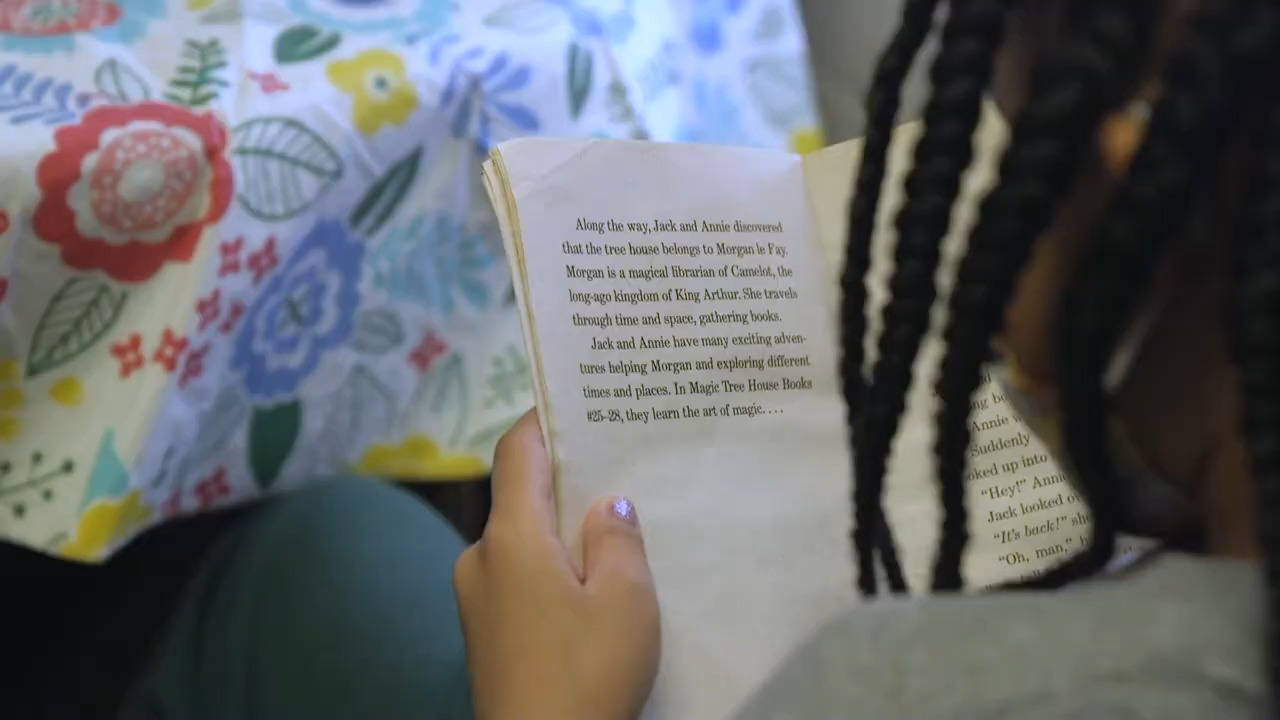 Along the way, Jack and Annie discovered
that the tree house belongs to Morgan le Fay.
Morgan is a magical librarian of Camelot, the
long-ago kingdom of King Arthur. She travels
through time and space, gathering books.
Jack and Annie have many exciting adven-
tures helping Morgan and exploring different
times and places. In Magic Tree House Books
#25–28, they learn the art of magic. . . .
Annie
Suddenly
up into
"Hey!" Annie
Jack looked
"It's back!" she
"Oh, man,"